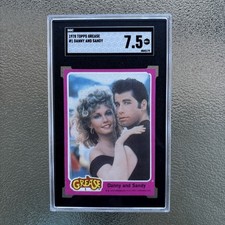 1978 TOPPS GREASE
#1 DANNY AND SANDY
7.5
GREASE
Danny and Sandy